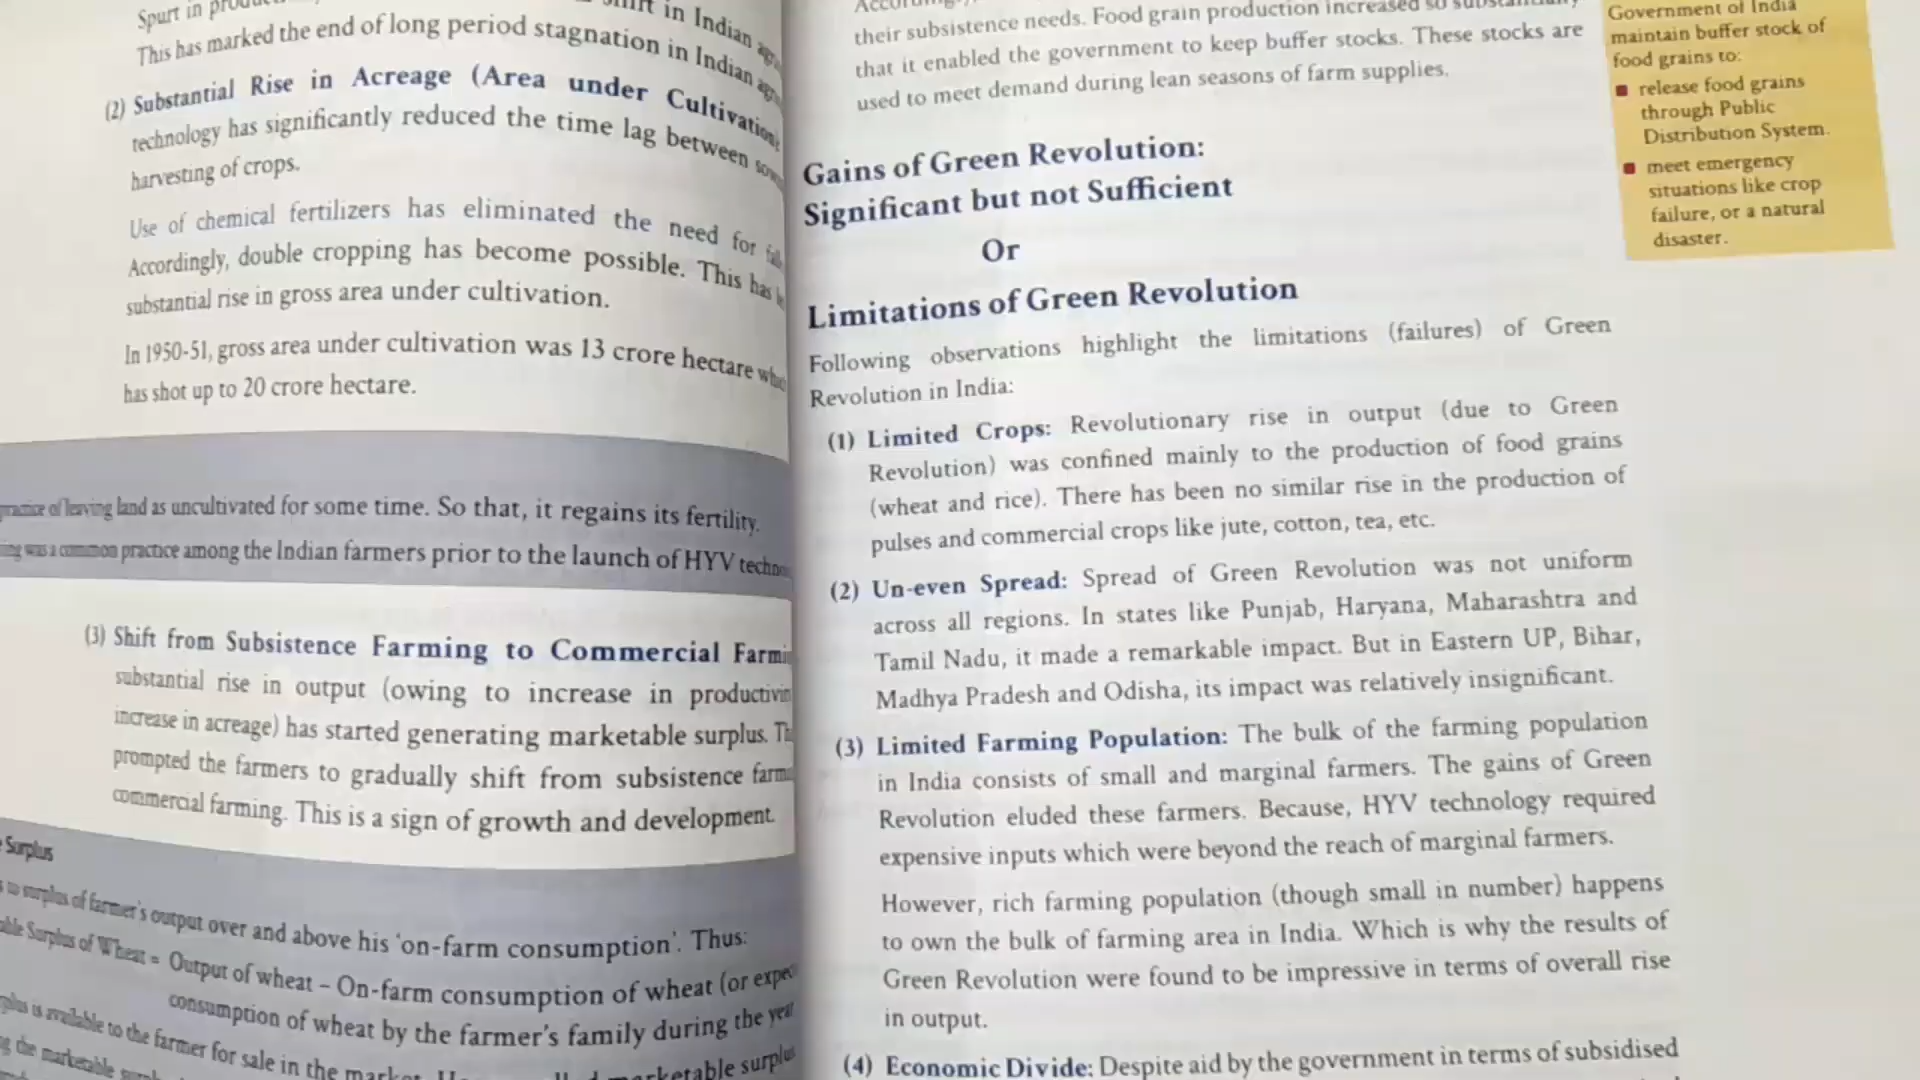 Spurt in
in Indian
This has marked the end of long period stagnation in Indian
(2) Substantial Rise in Acreage (Area under Cultivation
technology has significantly reduced the time lag between
harvesting of crops.
Use of chemical fertilizers has eliminated the need for
Accordingly, double cropping has become possible. This has
substantial rise in gross area under cultivation.
In 1950-51, gross area under cultivation was 13 crore hectare
has shot up to 20 crore hectare.
practice of leaving land as uncultivated for some time. So that, it regains its fertility.
was a common practice among the Indian farmers prior to the launch of HYV
(3) Shift from Subsistence Farming to Commercial
substantial rise in output (owing to increase in
increase in acreage) has started generating marketable surplus.
prompted the farmers to gradually shift from subsistence
commercial farming. This is a sign of growth and development.
Surplus
to surplus of farmer's output over and above his 'on-farm consumption'. Thus:
Surplus of Wheat = Output of wheat – On-farm consumption of wheat (or
consumption of wheat by the farmer's family during the year
is available to the farmer for sale in the
the marketable
marketable surplus
their subsistence needs. Food grain production increased so
that it enabled the government to keep buffer stocks. These stocks are
used to meet demand during lean seasons of farm supplies.
Gains of Green Revolution:
Significant but not Sufficient
Or
Limitations of Green Revolution
Following observations highlight the limitations (failures) of Green
Revolution in India:
(1) Limited Crops: Revolutionary rise in output (due to Green
Revolution) was confined mainly to the production of food grains
(wheat and rice). There has been no similar rise in the production of
pulses and commercial crops like jute, cotton, tea, etc.
(2) Un-even Spread: Spread of Green Revolution was not uniform
across all regions. In states like Punjab, Haryana, Maharashtra and
Tamil Nadu, it made a remarkable impact. But in Eastern UP, Bihar,
Madhya Pradesh and Odisha, its impact was relatively insignificant.
(3) Limited Farming Population: The bulk of the farming population
in India consists of small and marginal farmers. The gains of Green
Revolution eluded these farmers. Because, HYV technology required
expensive inputs which were beyond the reach of marginal farmers.
However, rich farming population (though small in number) happens
to own the bulk of farming area in India. Which is why the results of
Green Revolution were found to be impressive in terms of overall rise
in output.
(4) Economic Divide: Despite aid by the government in terms of subsidised
Government of India
maintain buffer stock of
food grains to:
release food grains
through Public
Distribution System.
meet emergency
situations like crop
failure, or a natural
disaster.